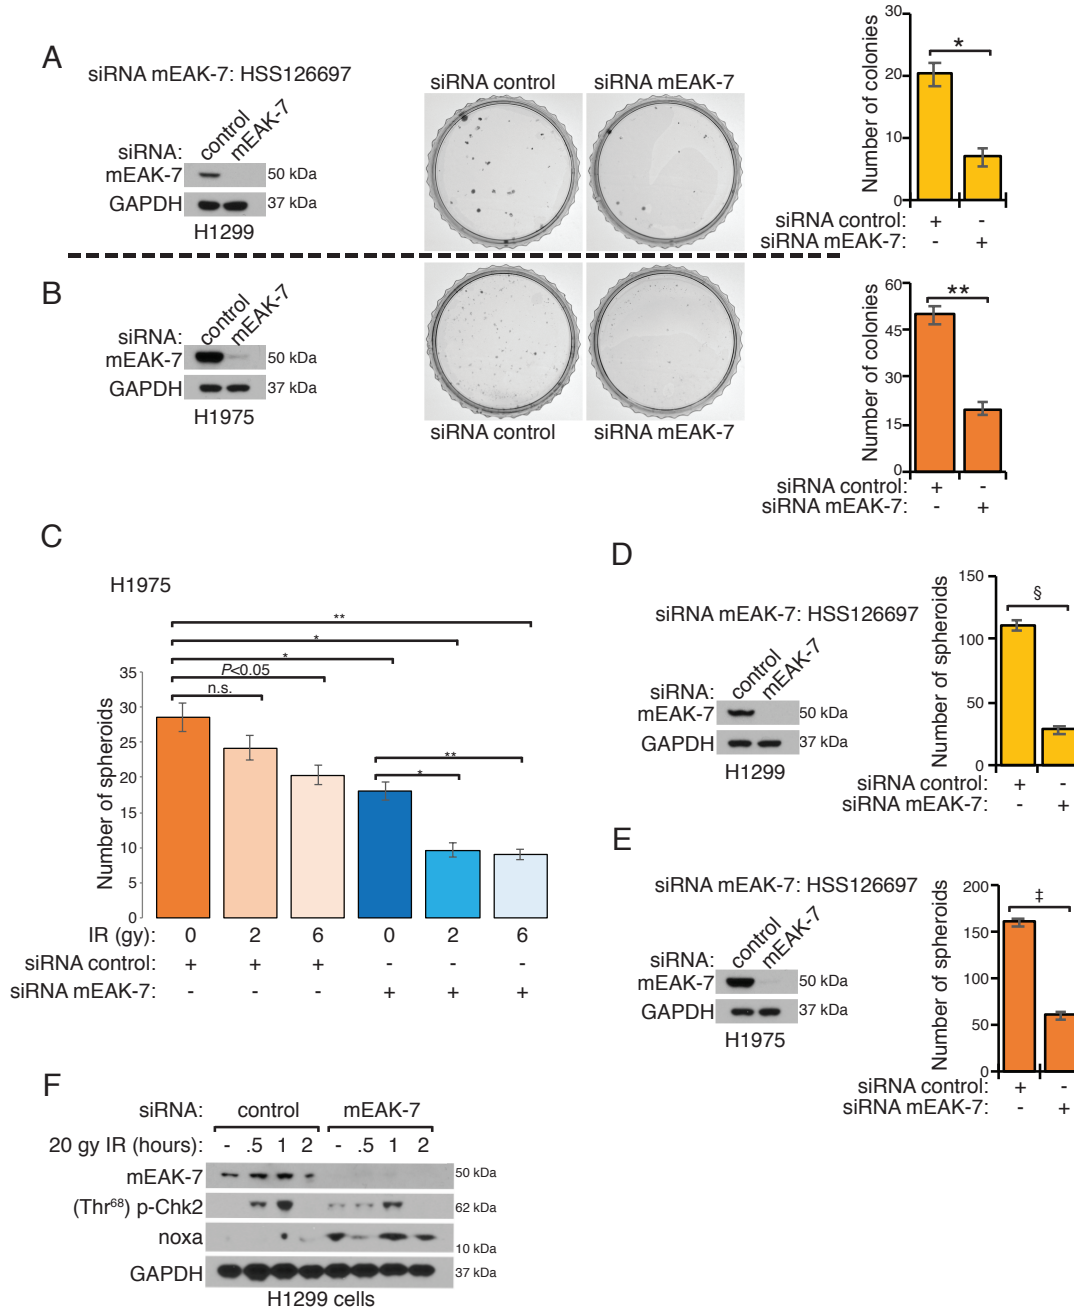 A
siRNA mEAK-7: HSS126697
siRNA: control mEAK-7
mEAK-7 50 kDa
GAPDH 37 kDa
H1299
siRNA control siRNA mEAK-7
Number of colonies
30
20
10
0
*
siRNA control: + -
siRNA mEAK-7: - +
B
siRNA: control mEAK-7
mEAK-7 50 kDa
GAPDH 37 kDa
H1975
siRNA control siRNA mEAK-7
Number of colonies
60
45
30
15
0
**
siRNA control: + -
siRNA mEAK-7: - +
C
H1975
**
*
*
P<0.05
n.s.
**
*
Number of spheroids
35
30
25
20
15
10
5
0
IR (gy): 0 2 6 0 2 6
siRNA control: + + + - - -
siRNA mEAK-7: - - - + + +
D
siRNA mEAK-7: HSS126697
siRNA: control mEAK-7
mEAK-7 50 kDa
GAPDH 37 kDa
H1299
Number of spheroids
150
100
50
0
§
siRNA control: + -
siRNA mEAK-7: - +
E
siRNA mEAK-7: HSS126697
siRNA: control mEAK-7
mEAK-7 50 kDa
GAPDH 37 kDa
H1975
Number of spheroids
200
150
100
50
0
‡
siRNA control: + -
siRNA mEAK-7: - +
F
siRNA: control mEAK-7
20 gy IR (hours): - .5 1 2 - .5 1 2
mEAK-7 50 kDa
(Thr⁶⁸) p-Chk2 62 kDa
noxa 10 kDa
GAPDH 37 kDa
H1299 cells